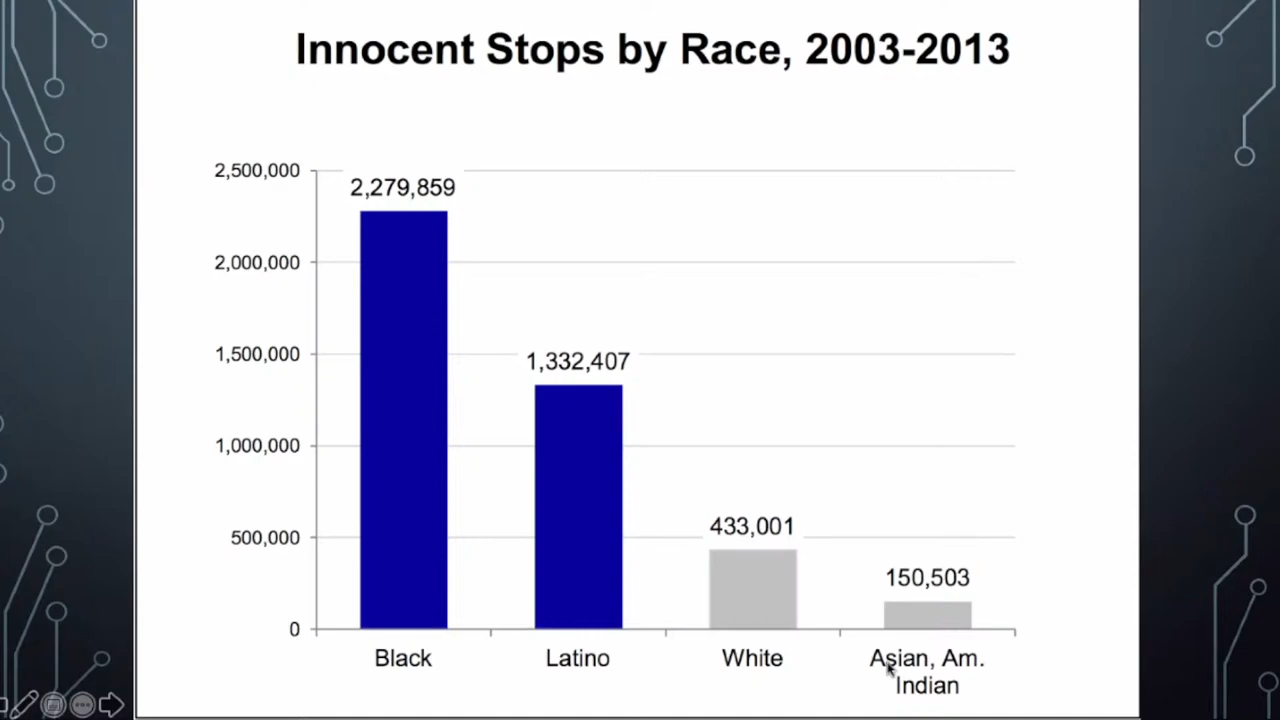 Innocent Stops by Race, 2003-2013
2,500,000
2,279,859
2,000,000
1,500,000
1,332,407
1,000,000
433,001
500,000
150,503
0
Black
Latino
White
Asian, Am.
Indian